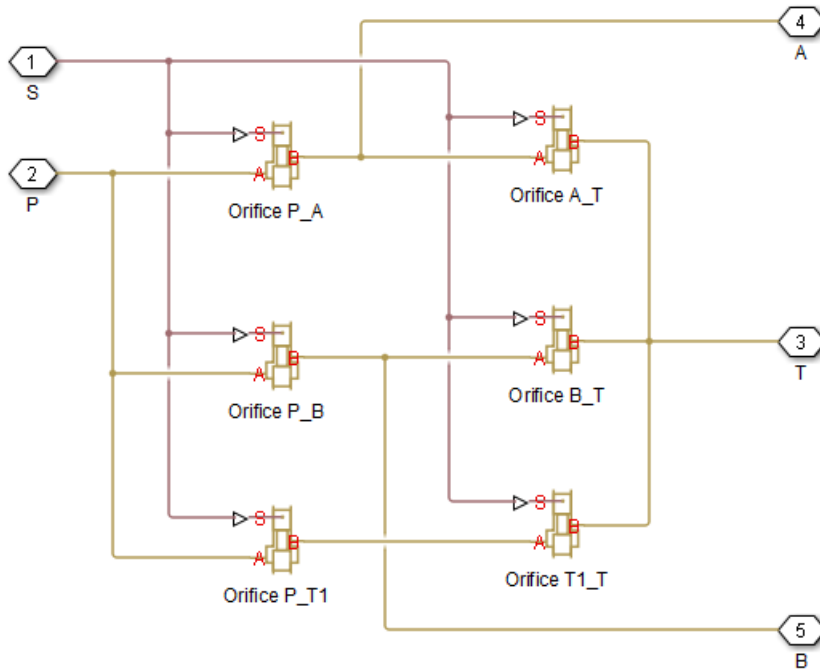 4
A
1
S
S
B
A
Orifice P_A
S
B
A
Orifice A_T
2
P
S
B
A
Orifice P_B
S
B
A
Orifice B_T
3
T
S
B
A
Orifice P_T1
S
B
A
Orifice T1_T
5
B